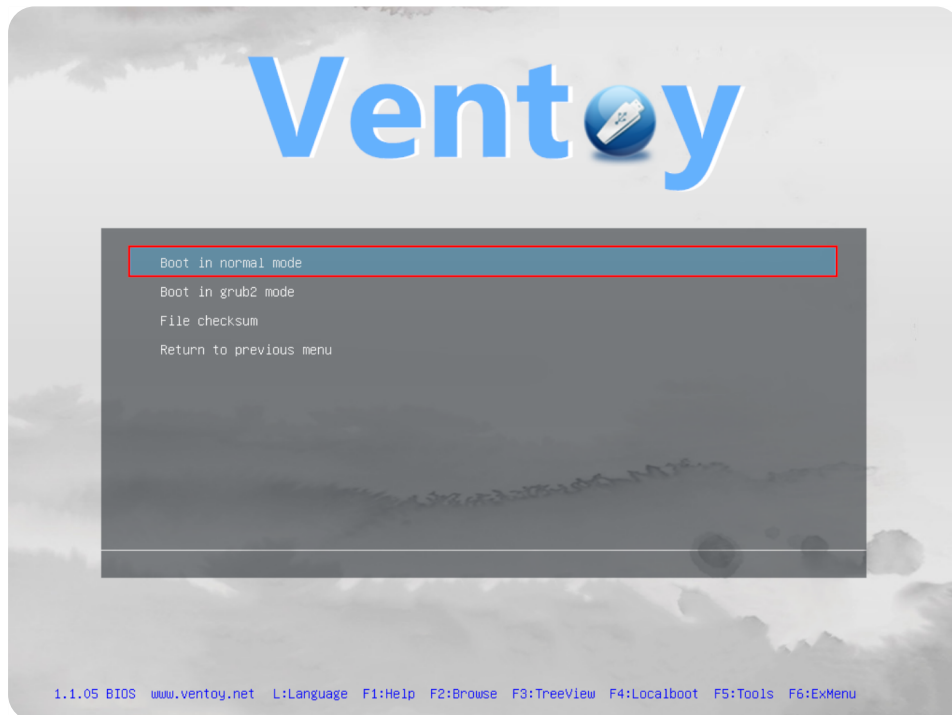 Ventoy
Boot in normal mode
Boot in grub2 mode
File checksum
Return to previous menu
1.1.05 BIOS www.ventoy.net L:Language F1:Help F2:Browse F3:TreeView F4:Localboot F5:Tools F6:ExMenu